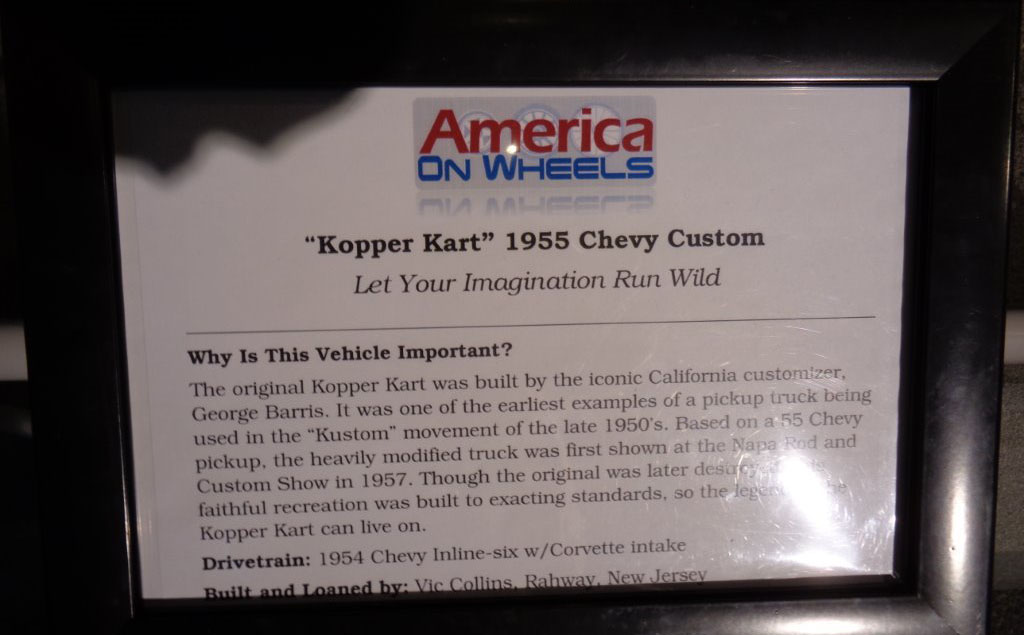 America
ON WHEELS
“Kopper Kart” 1955 Chevy Custom
Let Your Imagination Run Wild
Why Is This Vehicle Important?
The original Kopper Kart was built by the iconic California customizer,
George Barris. It was one of the earliest examples of a pickup truck being
used in the “Kustom” movement of the late 1950's. Based on a 55 Chevy
pickup, the heavily modified truck was first shown at the Napa Rod and
Custom Show in 1957. Though the original was later
faithful recreation was built to exacting standards, so the
Kopper Kart can live on.
Drivetrain: 1954 Chevy Inline-six w/Corvette intake
Built and Loaned by: Vic Collins, Rahway, New Jersey